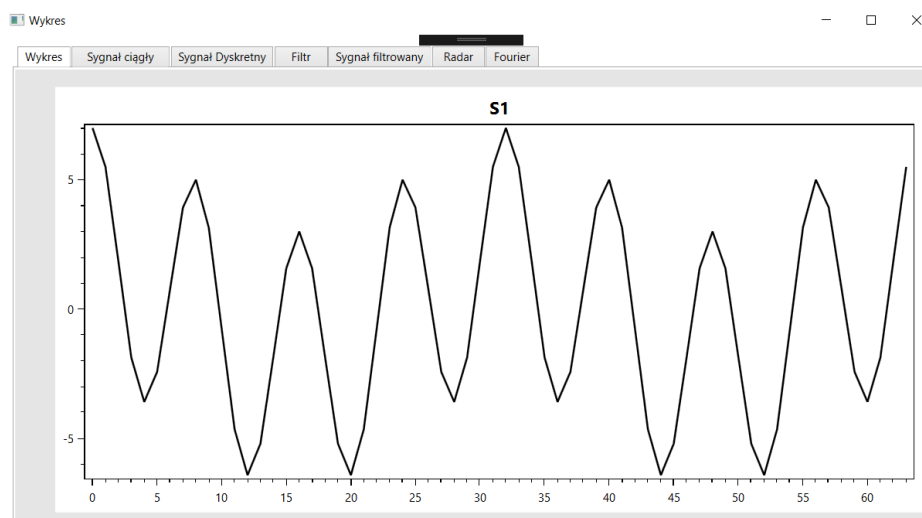 Wykres
Wykres Sygnał ciągły Sygnał Dyskretny Filtr Sygnał filtrowany Radar Fourier
S1
5
0
-5
0 5 10 15 20 25 30 35 40 45 50 55 60